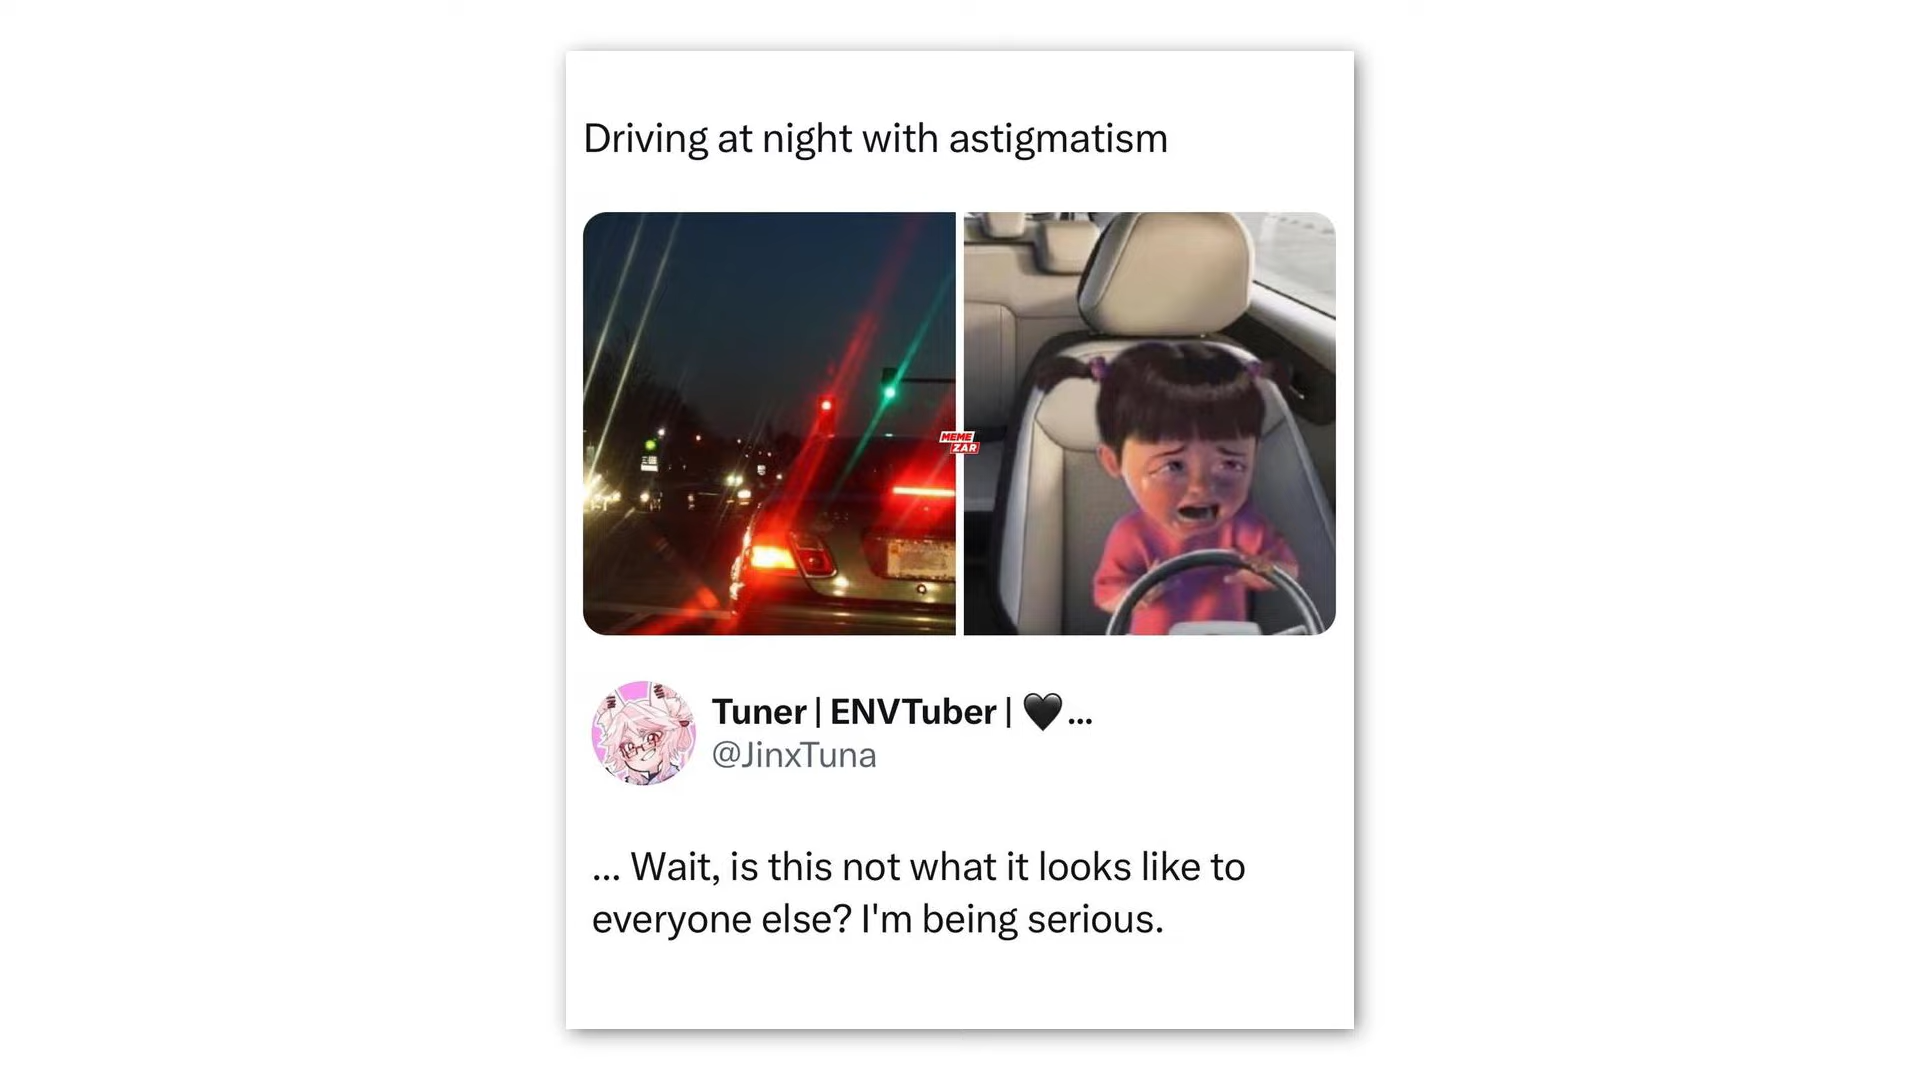 Driving at night with astigmatism
MEME
ZAR
Tuner | ENVTuber | 🖤...
@JinxTuna
... Wait, is this not what it looks like to
everyone else? I'm being serious.